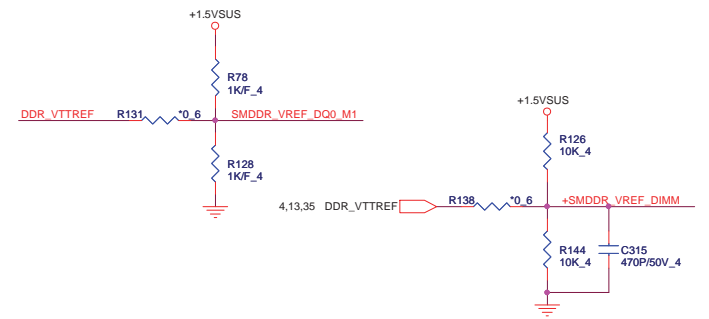 +1.5VSUS
R78
1K/F_4
DDR_VTTREF R131 *0_6 SMDDR_VREF_DQ0_M1
R128
1K/F_4
+1.5VSUS
R126
10K_4
4,13,35 DDR_VTTREF R138 *0_6 +SMDDR_VREF_DIMM
R144
10K_4
C315
470P/50V_4